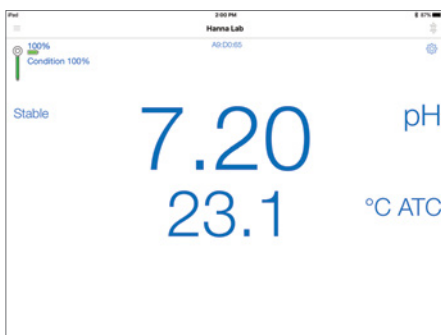 iPad 2:00 PM 87%
Hanna Lab
100% A9:D0:65
Condition 100%
Stable 7.20 pH
23.1 °C ATC